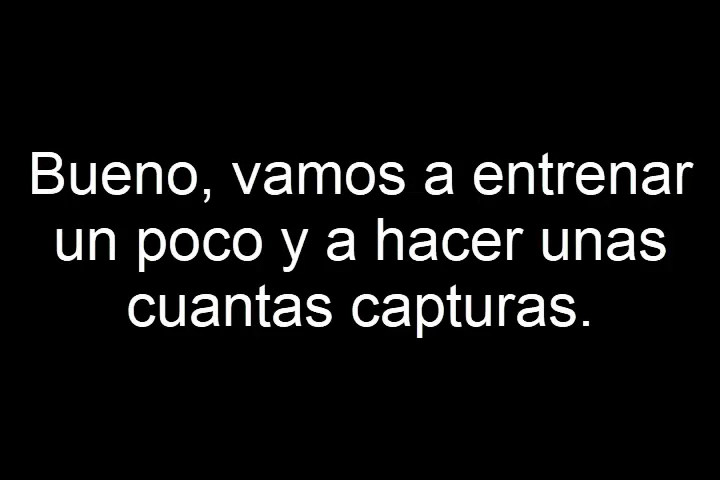 Bueno, vamos a entrenar
un poco y a hacer unas
cuantas capturas.